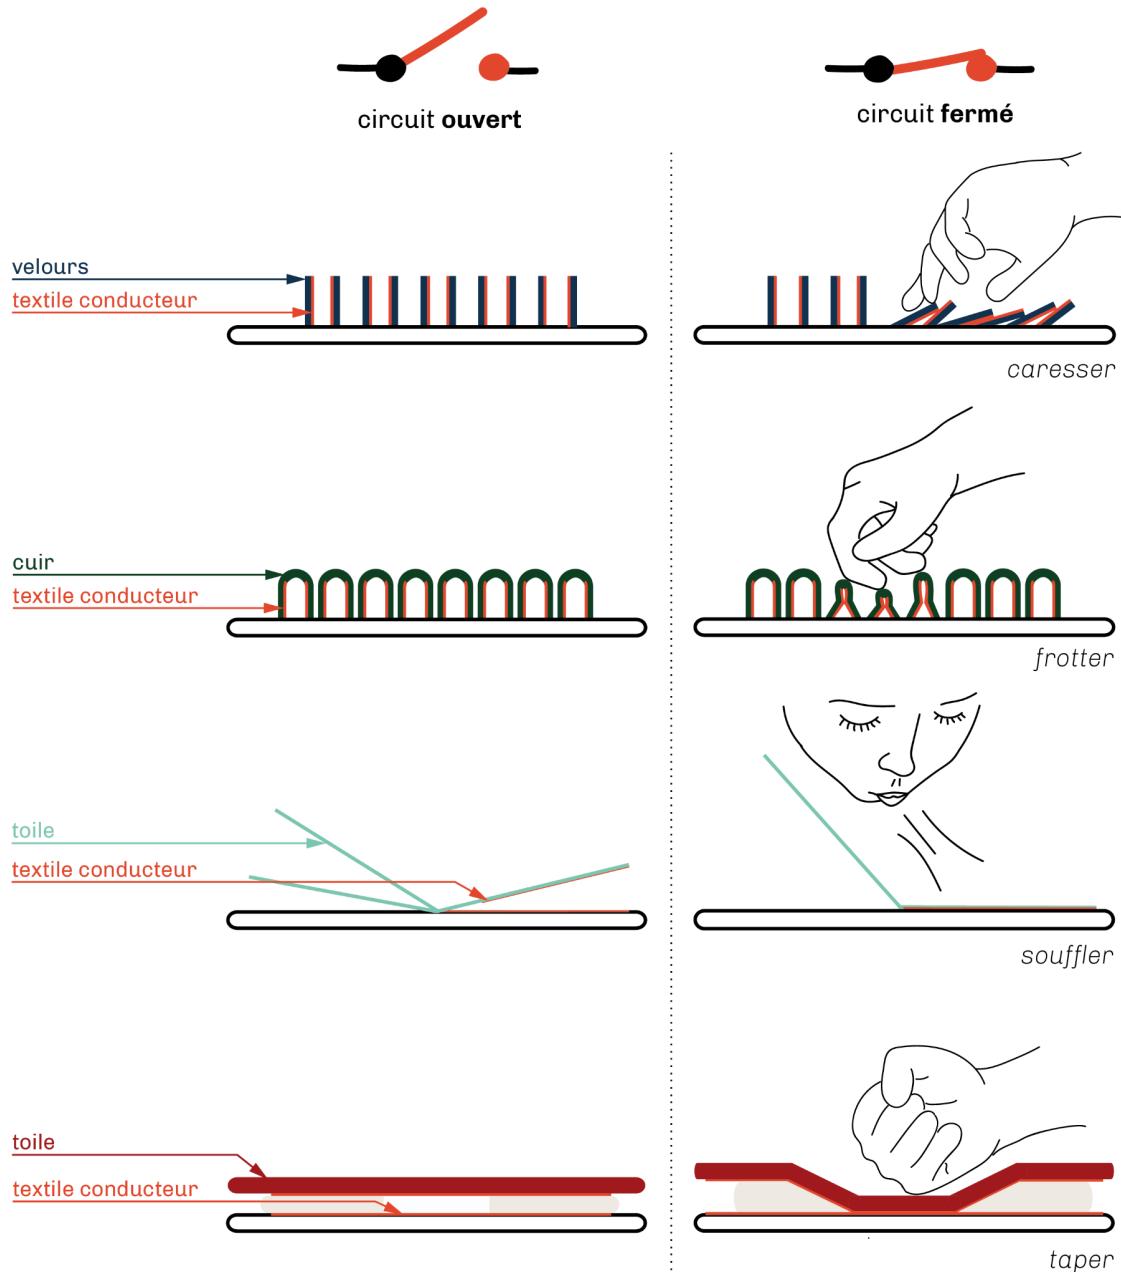 circuit ouvert
circuit fermé
velours
textile conducteur
caresser
cuir
textile conducteur
frotter
toile
textile conducteur
souffler
toile
textile conducteur
taper